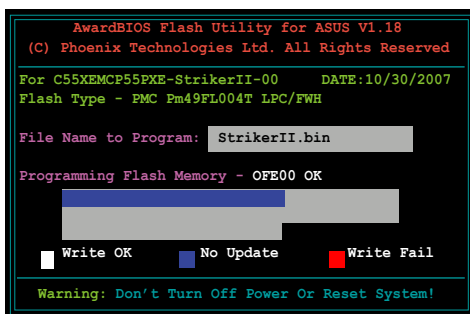 AwardBIOS Flash Utility for ASUS V1.18
(C) Phoenix Technologies Ltd. All Rights Reserved
For C55XEMCP55PXE-StrikerII-00 DATE:10/30/2007
Flash Type - PMC Pm49FL004T LPC/FWH
File Name to Program: StrikerII.bin
Programming Flash Memory - OFE00 OK
Write OK No Update Write Fail
Warning: Don't Turn Off Power Or Reset System!